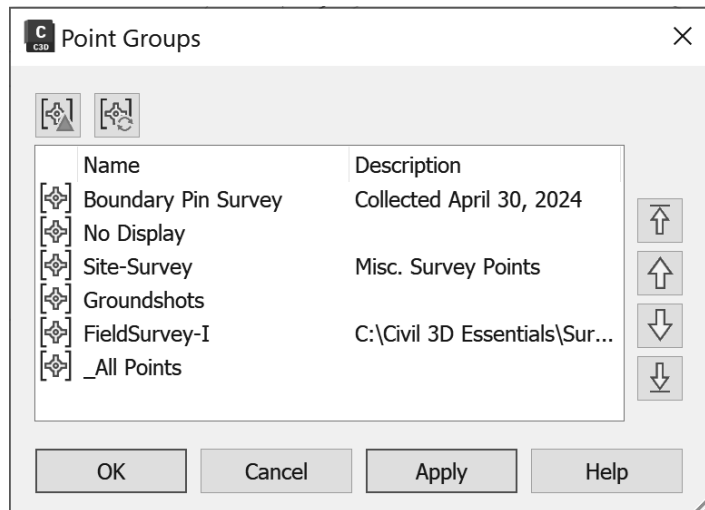 C
C3D
Point Groups
Name Description
Boundary Pin Survey Collected April 30, 2024
No Display
Site-Survey Misc. Survey Points
Groundshots
FieldSurvey-I C:\Civil 3D Essentials\Sur...
_All Points
OK Cancel Apply Help